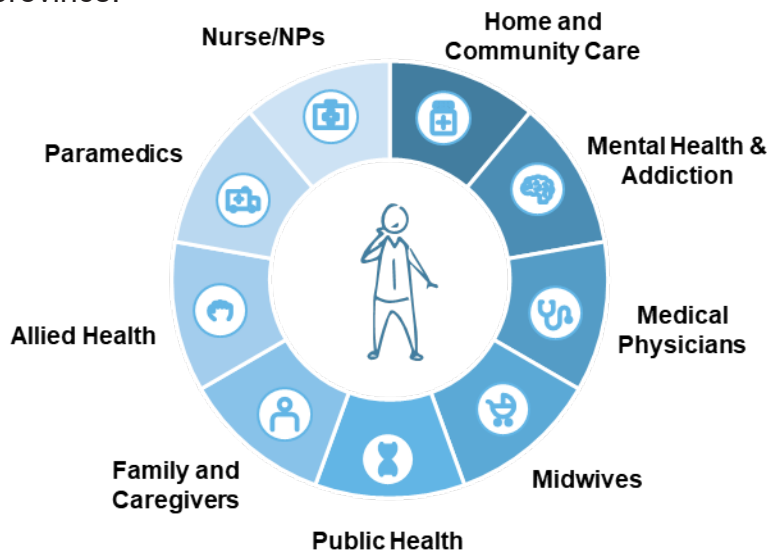 province.
Nurse/NPs
Home and
Community Care
Paramedics
Mental Health &
Addiction
Allied Health
Medical
Physicians
Family and
Caregivers
Midwives
Public Health